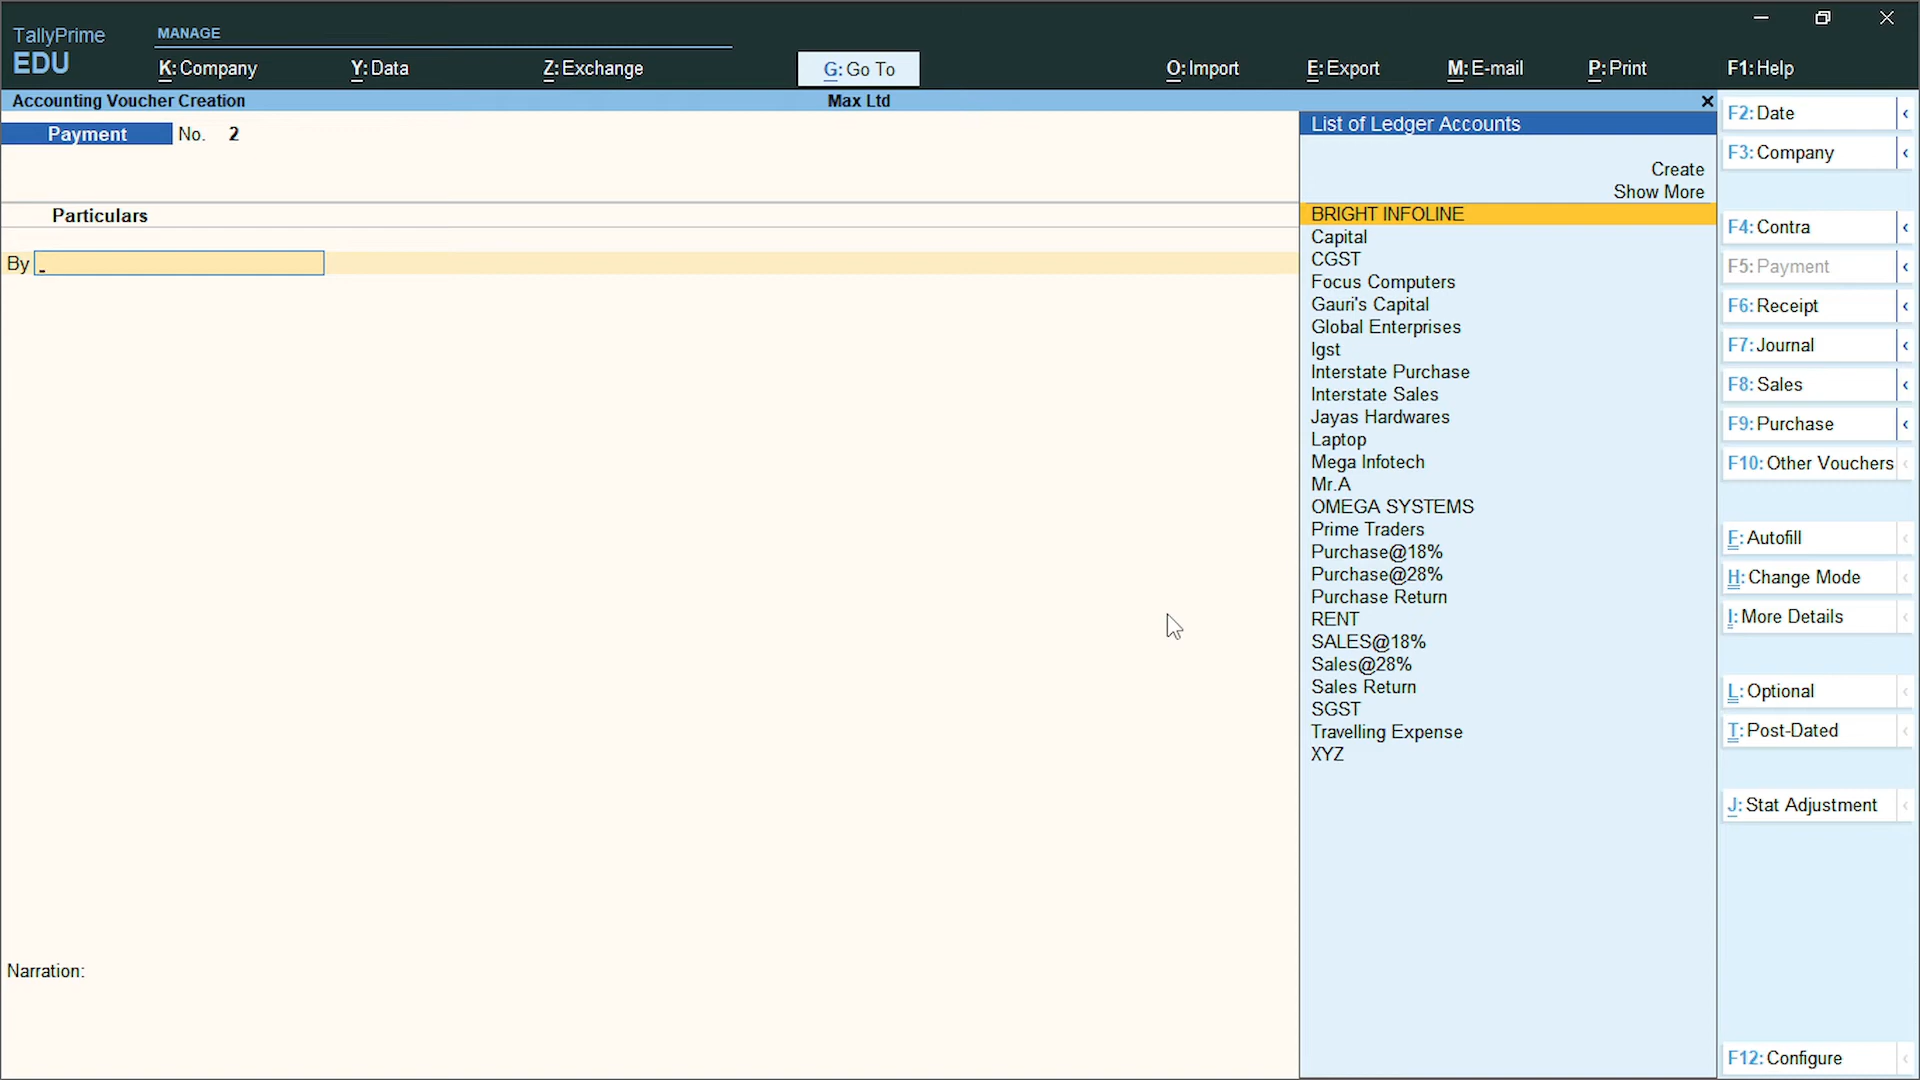 TallyPrime
EDU
MANAGE
K: Company
Y: Data
Z: Exchange
G: Go To
O: Import
E: Export
M: E-mail
P: Print
F1: Help
Accounting Voucher Creation
Max Ltd
Payment No. 2
Particulars
By
Narration:
List of Ledger Accounts
Create
Show More
BRIGHT INFOLINE
Capital
CGST
Focus Computers
Gauri's Capital
Global Enterprises
Igst
Interstate Purchase
Interstate Sales
Jayas Hardwares
Laptop
Mega Infotech
Mr.A
OMEGA SYSTEMS
Prime Traders
Purchase@18%
Purchase@28%
Purchase Return
RENT
SALES@18%
Sales@28%
Sales Return
SGST
Travelling Expense
XYZ
F2: Date
F3: Company
F4: Contra
F5: Payment
F6: Receipt
F7: Journal
F8: Sales
F9: Purchase
F10: Other Vouchers
F: Autofill
H: Change Mode
I: More Details
L: Optional
T: Post-Dated
J: Stat Adjustment
F12: Configure